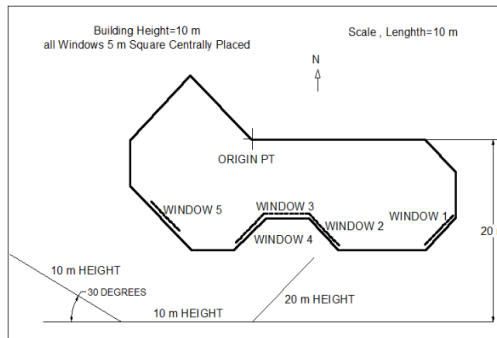 Building Height=10 m
all Windows 5 m Square Centrally Placed
Scale , Lenghth=10 m
N
ORIGIN PT
WINDOW 5
WINDOW 3
WINDOW 1
WINDOW 2
WINDOW 4
20
10 m HEIGHT
30 DEGREES
20 m HEIGHT
10 m HEIGHT